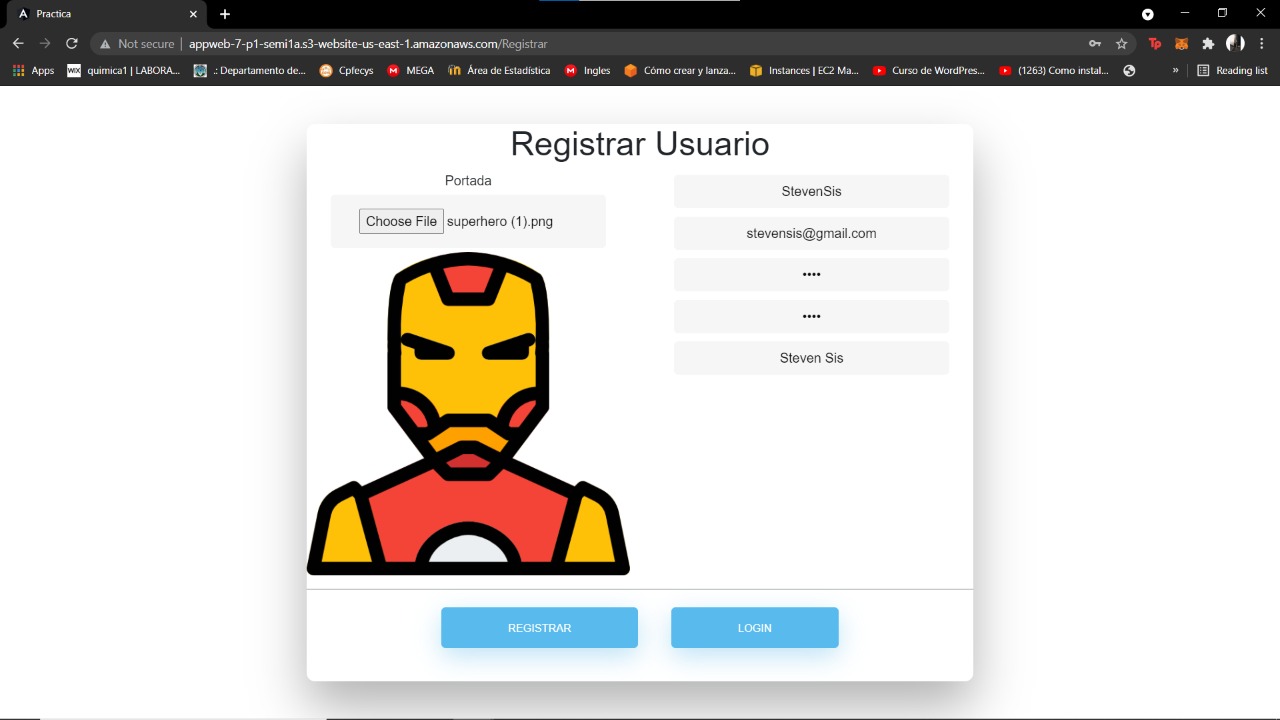 Practica
Not secure | appweb-7-p1-semi1a.s3-website-us-east-1.amazonaws.com/Registrar
Tp
Apps
WIX quimica1 | LABORA...
.: Departamento de...
Cpfecys
MEGA
Área de Estadística
Ingles
Cómo crear y lanza...
Instances | EC2 Ma...
Curso de WordPres...
(1263) Como instal...
»
Reading list
Registrar Usuario
Portada
Choose File superhero (1).png
StevenSis
stevensis@gmail.com
••••
••••
Steven Sis
REGISTRAR
LOGIN